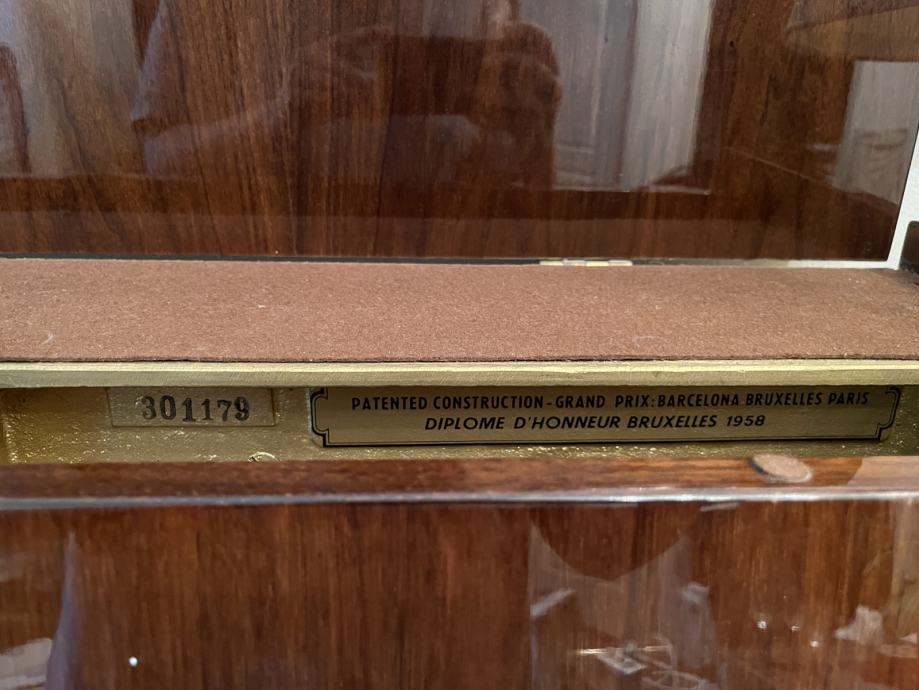 301179
PATENTED CONSTRUCTION-GRAND PRIX: BARCELONA BRUXELLES PARIS
DIPLOME D'HONNEUR BRUXELLES 1958